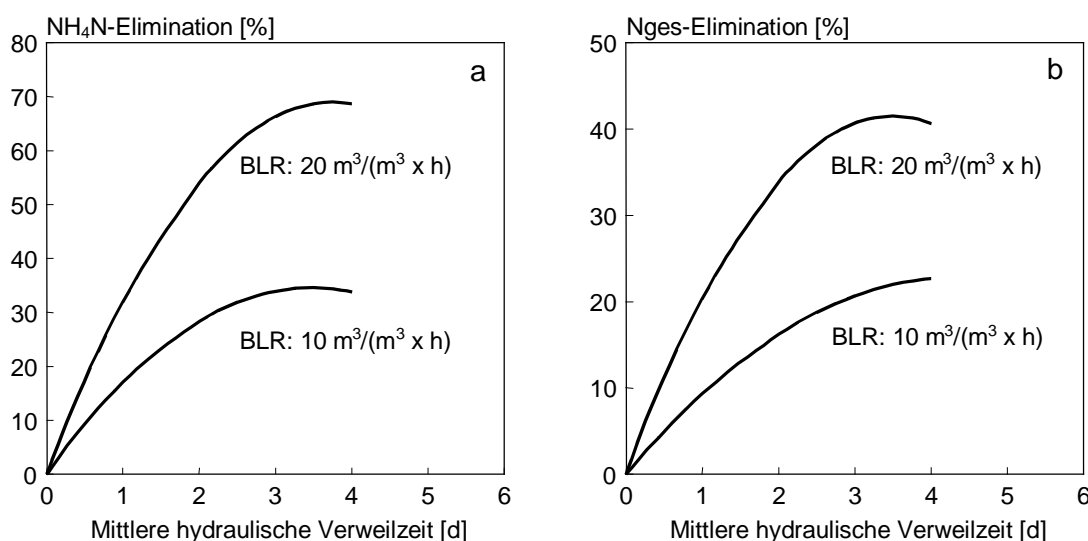 NH₄N-Elimination [%]
80
70
60
50
40
30
20
10
0
0 1 2 3 4 5 6
a
BLR: 20 m³/(m³ x h)
BLR: 10 m³/(m³ x h)
Mittlere hydraulische Verweilzeit [d]
Nges-Elimination [%]
50
40
30
20
10
0
0 1 2 3 4 5 6
b
BLR: 20 m³/(m³ x h)
BLR: 10 m³/(m³ x h)
Mittlere hydraulische Verweilzeit [d]